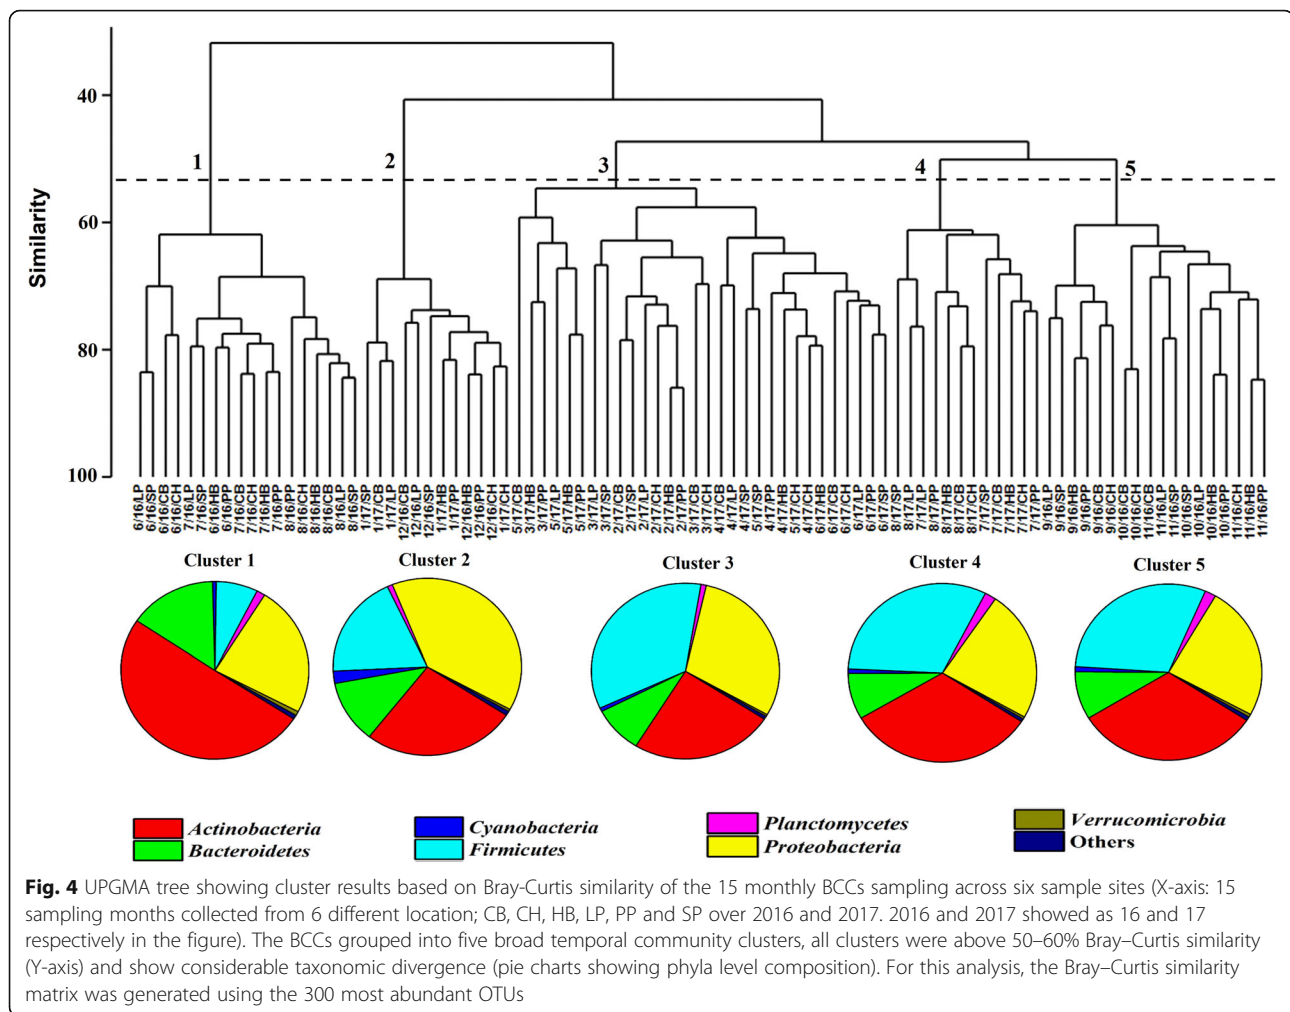 40
60
80
100
Similarity
1
2
3
4
5
6/16/LP
6/16/SP
6/16/CB
6/16/CH
7/16/LP
7/16/SP
6/16/HB
6/16/PP
7/16/CB
7/16/CH
7/16/HB
7/16/PP
8/16/PP
8/16/CH
8/16/HB
8/16/CB
8/16/LP
8/16/SP
1/17/SP
1/17/CB
1/17/LP
12/16/CB
12/16/LP
12/16/SP
1/17/HB
1/17/PP
12/16/HB
12/16/PP
12/16/CH
1/17/CH
5/17/CB
3/17/HB
3/17/PP
5/17/LP
5/17/HB
5/17/PP
3/17/LP
3/17/SP
2/17/CB
2/17/SP
2/17/LP
2/17/CH
2/17/HB
2/17/PP
3/17/CB
3/17/CH
4/17/CB
4/17/LP
4/17/SP
5/17/SP
4/17/PP
4/17/HB
5/17/CH
4/17/CH
6/17/HB
6/17/CB
6/17/CH
6/17/LP
6/17/PP
6/17/SP
8/17/SP
8/17/LP
7/17/LP
8/17/PP
8/17/HB
8/17/CB
8/17/CH
7/17/SP
7/17/CB
7/17/HB
7/17/CH
7/17/PP
9/16/LP
9/16/SP
9/16/HB
9/16/PP
9/16/CB
9/16/CH
10/16/CH
10/16/CB
11/16/CB
11/16/LP
11/16/SP
10/16/SP
10/16/LP
10/16/HB
10/16/PP
11/16/CH
11/16/HB
11/16/PP
Cluster 1
Cluster 2
Cluster 3
Cluster 4
Cluster 5
Actinobacteria
Bacteroidetes
Cyanobacteria
Firmicutes
Planctomycetes
Proteobacteria
Verrucomicrobia
Others
Fig. 4 UPGMA tree showing cluster results based on Bray-Curtis similarity of the 15 monthly BCCs sampling across six sample sites (X-axis: 15
sampling months collected from 6 different location; CB, CH, HB, LP, PP and SP over 2016 and 2017. 2016 and 2017 showed as 16 and 17
respectively in the figure). The BCCs grouped into five broad temporal community clusters, all clusters were above 50–60% Bray–Curtis similarity
(Y-axis) and show considerable taxonomic divergence (pie charts showing phyla level composition). For this analysis, the Bray–Curtis similarity
matrix was generated using the 300 most abundant OTUs